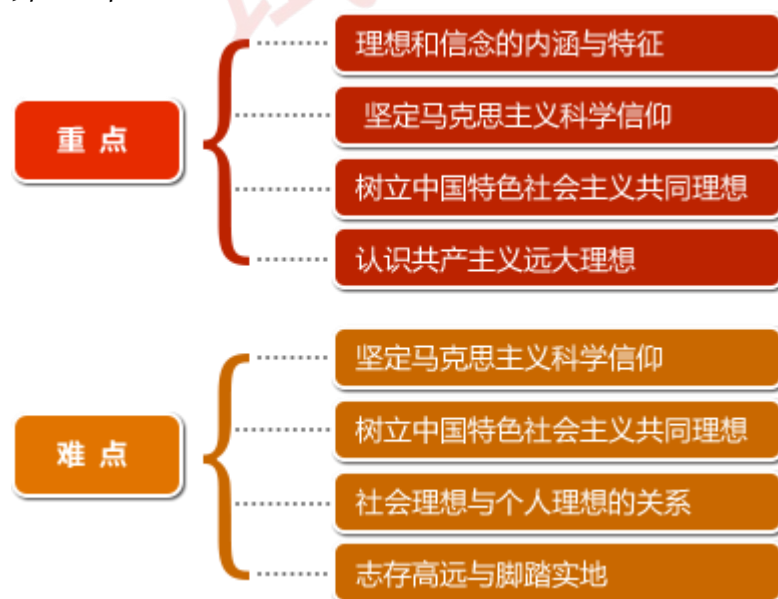 重点
理想和信念的内涵与特征
坚定马克思主义科学信仰
树立中国特色社会主义共同理想
认识共产主义远大理想
难点
坚定马克思主义科学信仰
树立中国特色社会主义共同理想
社会理想与个人理想的关系
志存高远与脚踏实地